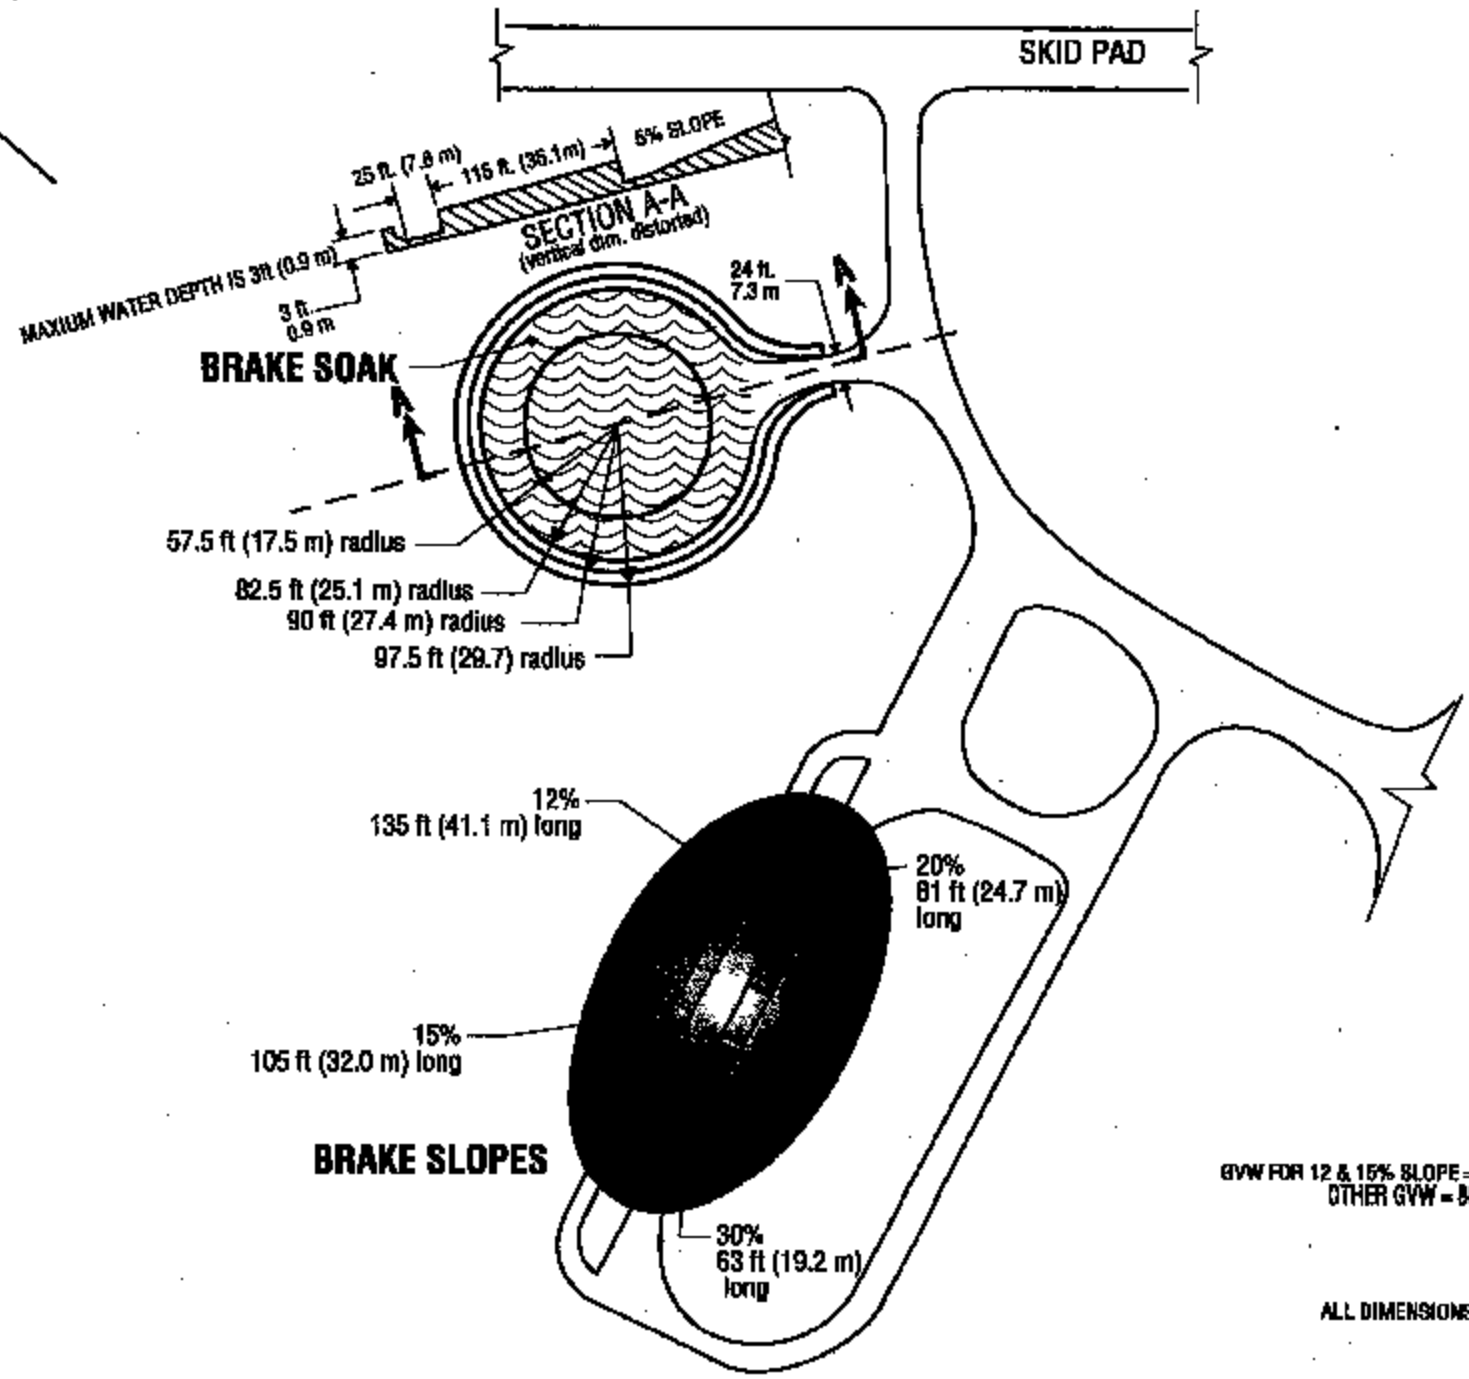 SKID PAD
25 ft. (7.6 m)
115 ft. (35.1m)
5% SLOPE
SECTION A-A
(vertical dim. distorted)
MAXIUM WATER DEPTH IS 3ft (0.9 m)
3 ft.
0.9 m
24 ft.
7.3 m
A
BRAKE SOAK
A
57.5 ft (17.5 m) radius
82.5 ft (25.1 m) radius
90 ft (27.4 m) radius
97.5 ft (29.7) radius
12%
135 ft (41.1 m) long
20%
81 ft (24.7 m)
long
15%
105 ft (32.0 m) long
BRAKE SLOPES
30%
63 ft (19.2 m)
long
GVW FOR 12 & 15% SLOPE =
OTHER GVW =
ALL DIMENSIONS